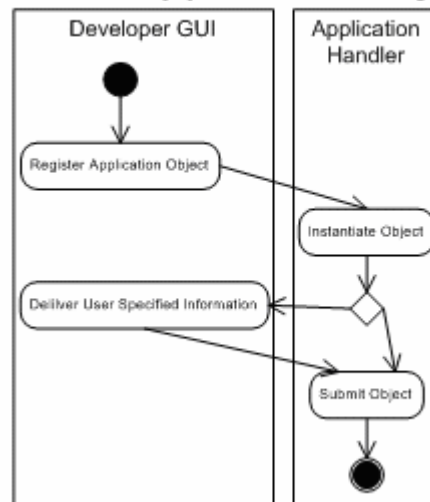 Developer GUI
Application
Handler
Register Application Object
Instantiate Object
Deliver User Specified Information
Submit Object